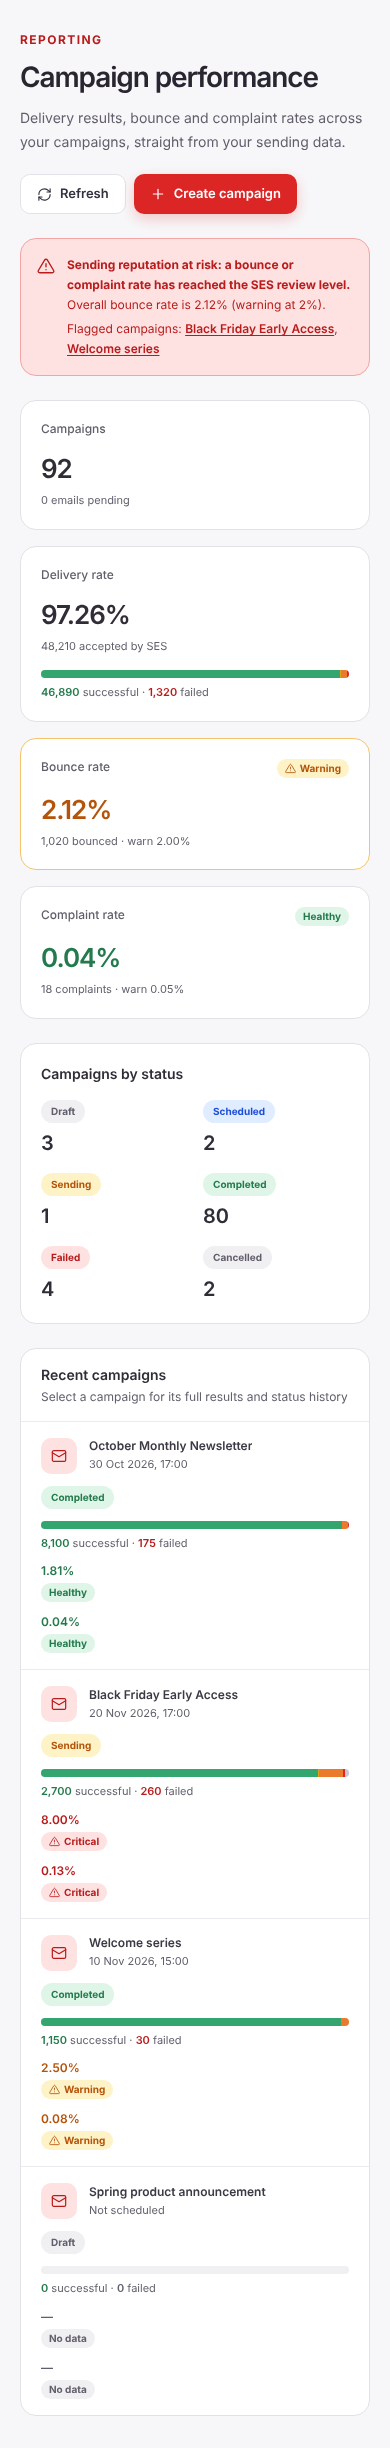 REPORTING
Campaign performance
Delivery results, bounce and complaint rates across
your campaigns, straight from your sending data.
Refresh
Create campaign
Sending reputation at risk: a bounce or
complaint rate has reached the SES review level.
Overall bounce rate is 2.12% (warning at 2%).
Flagged campaigns: Black Friday Early Access,
Welcome series
Campaigns
92
0 emails pending
Delivery rate
97.26%
48,210 accepted by SES
46,890 successful · 1,320 failed
Bounce rate
Warning
2.12%
1,020 bounced · warn 2.00%
Complaint rate
Healthy
0.04%
18 complaints · warn 0.05%
Campaigns by status
Draft
Scheduled
3
2
Sending
Completed
1
80
Failed
Cancelled
4
2
Recent campaigns
Select a campaign for its full results and status history
October Monthly Newsletter
30 Oct 2026, 17:00
Completed
8,100 successful · 175 failed
1.81%
Healthy
0.04%
Healthy
Black Friday Early Access
20 Nov 2026, 17:00
Sending
2,700 successful · 260 failed
8.00%
Critical
0.13%
Critical
Welcome series
10 Nov 2026, 15:00
Completed
1,150 successful · 30 failed
2.50%
Warning
0.08%
Warning
Spring product announcement
Not scheduled
Draft
0 successful · 0 failed
—
No data
—
No data